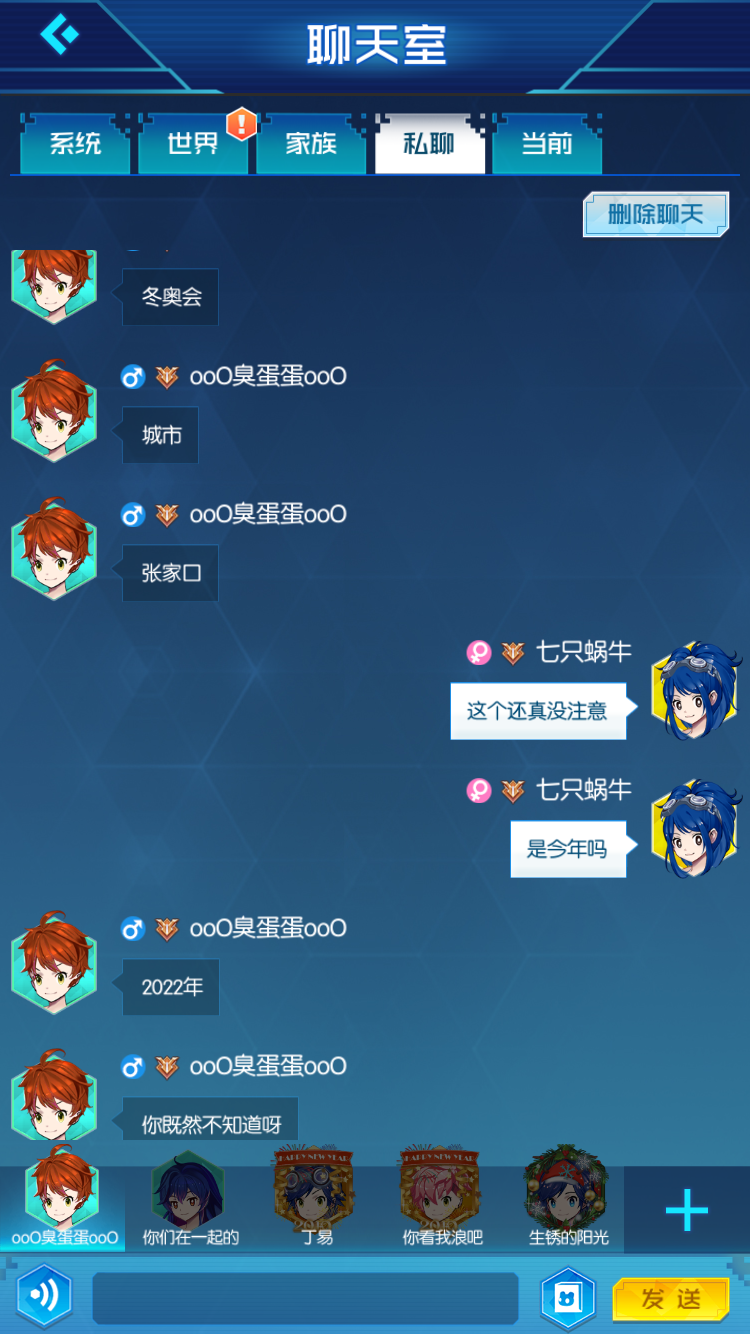 聊天室
系统 世界 家族 私聊 当前
删除聊天
冬奥会
ooO臭蛋蛋ooO
城市
ooO臭蛋蛋ooO
张家口
七只蜗牛
这个还真没注意
七只蜗牛
是今年吗
ooO臭蛋蛋ooO
2022年
ooO臭蛋蛋ooO
你既然不知道呀
HAPPY NEW YEAR HAPPY NEW YEAR
ooO臭蛋蛋ooO 你们在一起的 丁易 你看我浪吧 生锈的阳光
发送